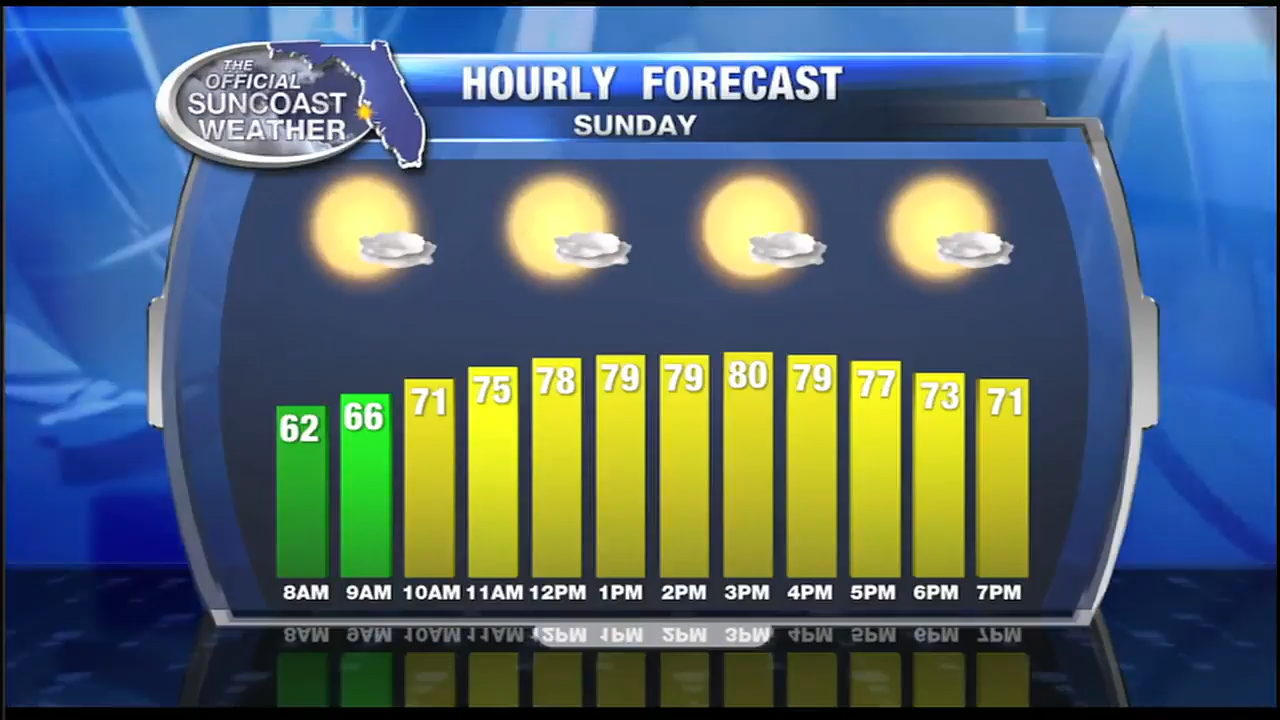 THE
OFFICIAL
SUNCOAST
WEATHER
HOURLY FORECAST
SUNDAY
62 66 71 75 78 79 79 80 79 77 73 71
8AM 9AM 10AM 11AM 12PM 1PM 2PM 3PM 4PM 5PM 6PM 7PM